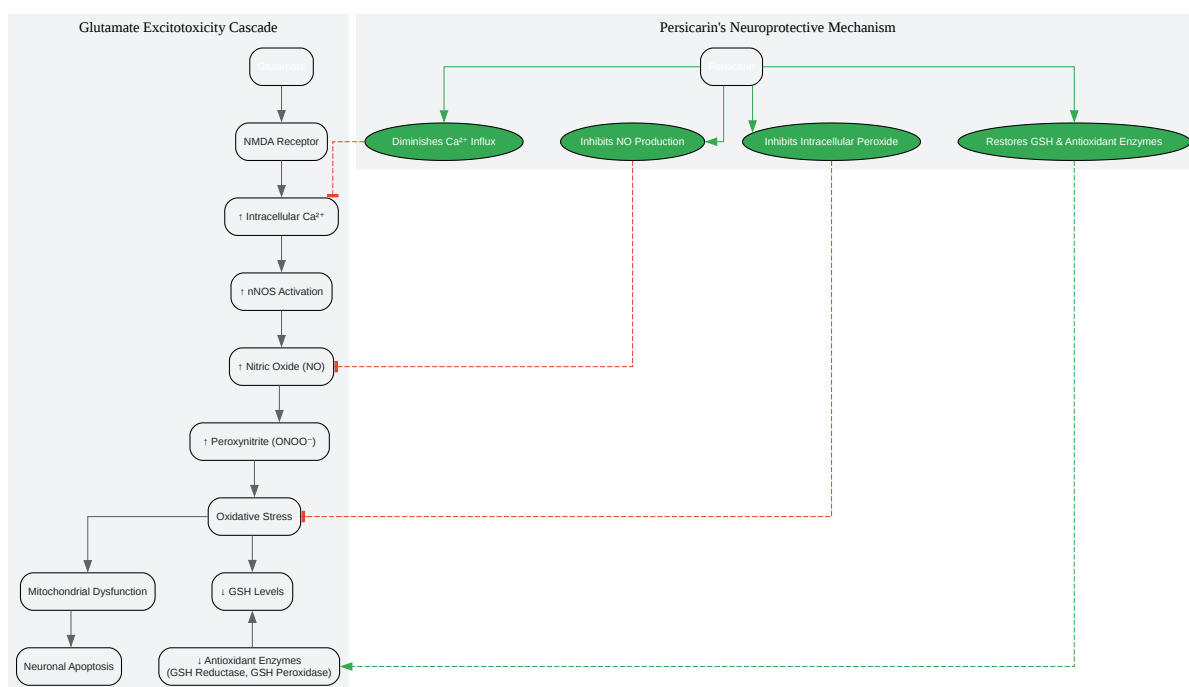 Glutamate Excitotoxicity Cascade
Persicarin's Neuroprotective Mechanism
Glutamate
Persicarin
NMDA Receptor
Diminishes Ca²⁺ Influx
Inhibits NO Production
Inhibits Intracellular Peroxide
Restores GSH & Antioxidant Enzymes
↑ Intracellular Ca²⁺
↑ nNOS Activation
↑ Nitric Oxide (NO)
↑ Peroxynitrite (ONOO⁻)
Oxidative Stress
Mitochondrial Dysfunction
↓ GSH Levels
Neuronal Apoptosis
↓ Antioxidant Enzymes
(GSH Reductase, GSH Peroxidase)